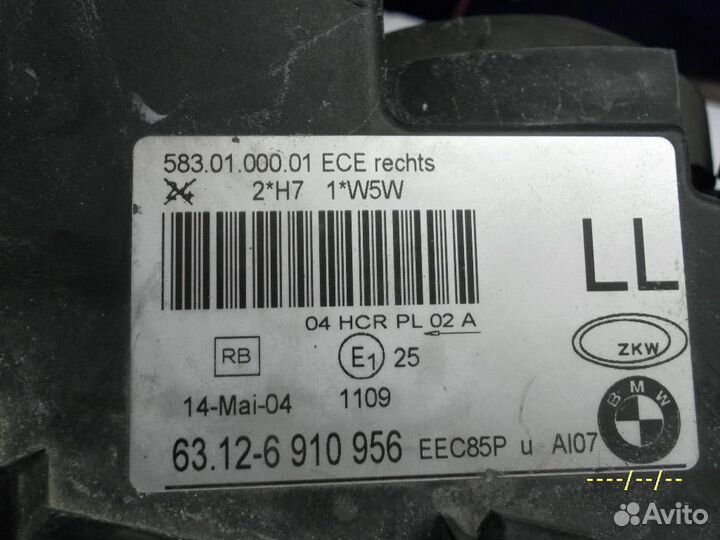 583.01.000.01 ECE rechts
2*H7 1*W5W
LL
04 HCR PL 02 A
RB E1 25
ZKW
14-Mai-04 1109
BMW
63.12-6 910 956 EEC85P u AI07
----/--/--
Avito